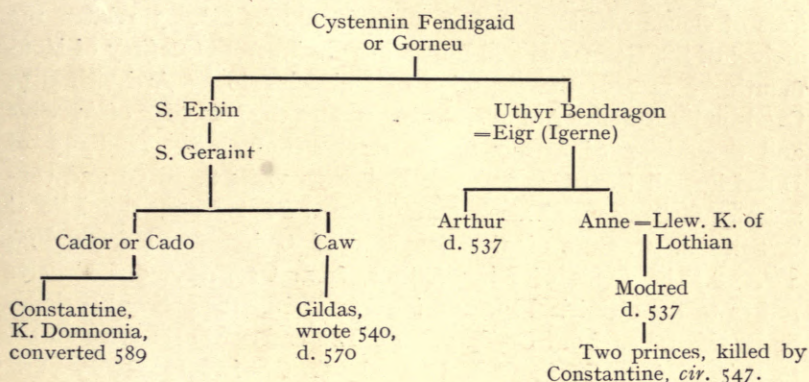 Cystennin Fendigaid
or Gorneu
S. Erbin
S. Geraint
Uthyr Bendragon
=Eigr (Igerne)
Cador or Cado
Caw
Arthur
d. 537
Anne=Llew. K. of
Lothian
Constantine,
K. Domnonia,
converted 589
Gildas,
wrote 540,
d. 570
Modred
d. 537
Two princes, killed by
Constantine, cir. 547.